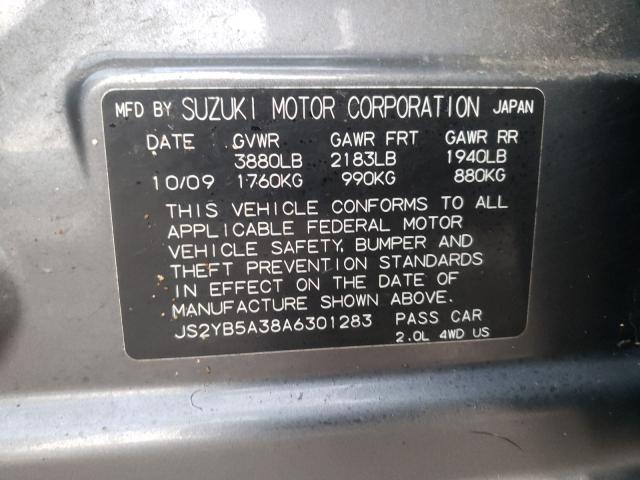 MFD BY SUZUKI MOTOR CORPORATION JAPAN
DATE GVWR GAWR FRT GAWR RR
3880LB 2183LB 1940LB
10/09 1760KG 990KG 880KG
THIS VEHICLE CONFORMS TO ALL
APPLICABLE FEDERAL MOTOR
VEHICLE SAFETY, BUMPER AND
THEFT PREVENTION STANDARDS
IN EFFECT ON THE DATE OF
MANUFACTURE SHOWN ABOVE.
JS2YB5A38A6301283 PASS CAR
2.0L 4WD US